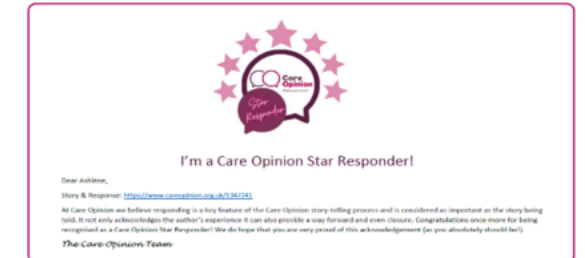 Care
Opinion
Star
Responder
I'm a Care Opinion Star Responder!
Dear Ashlene,
Story & Response: https://www.careopinion.org.uk/1347241
At Care Opinion we believe responding is a key feature of the Care Opinion story-telling process and is considered as important as the story being
told. It not only acknowledges the author's experience it can also provide a way forward and even closure. Congratulations once more for being
recognised as a Care Opinion Star Responder! We do hope that you are very proud of this acknowledgement (as you absolutely should be!).
The Care Opinion Team